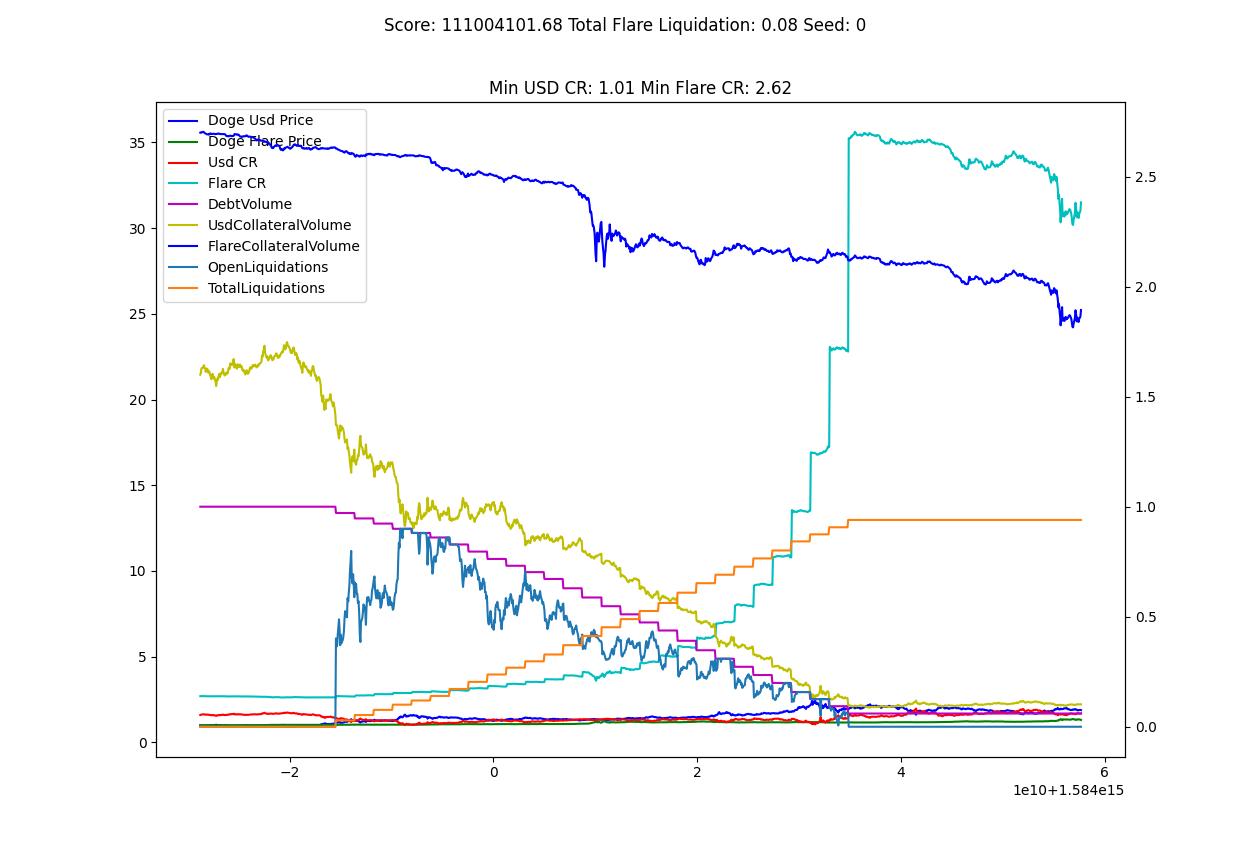 Score: 111004101.68 Total Flare Liquidation: 0.08 Seed: 0
Min USD CR: 1.01 Min Flare CR: 2.62
Doge Usd Price
Doge Flare Price
Usd CR
Flare CR
DebtVolume
UsdCollateralVolume
FlareCollateralVolume
OpenLiquidations
TotalLiquidations
35
30
25
20
15
10
5
0
2.5
2.0
1.5
1.0
0.5
0.0
−2
0
2
4
6
1e10+1.584e15